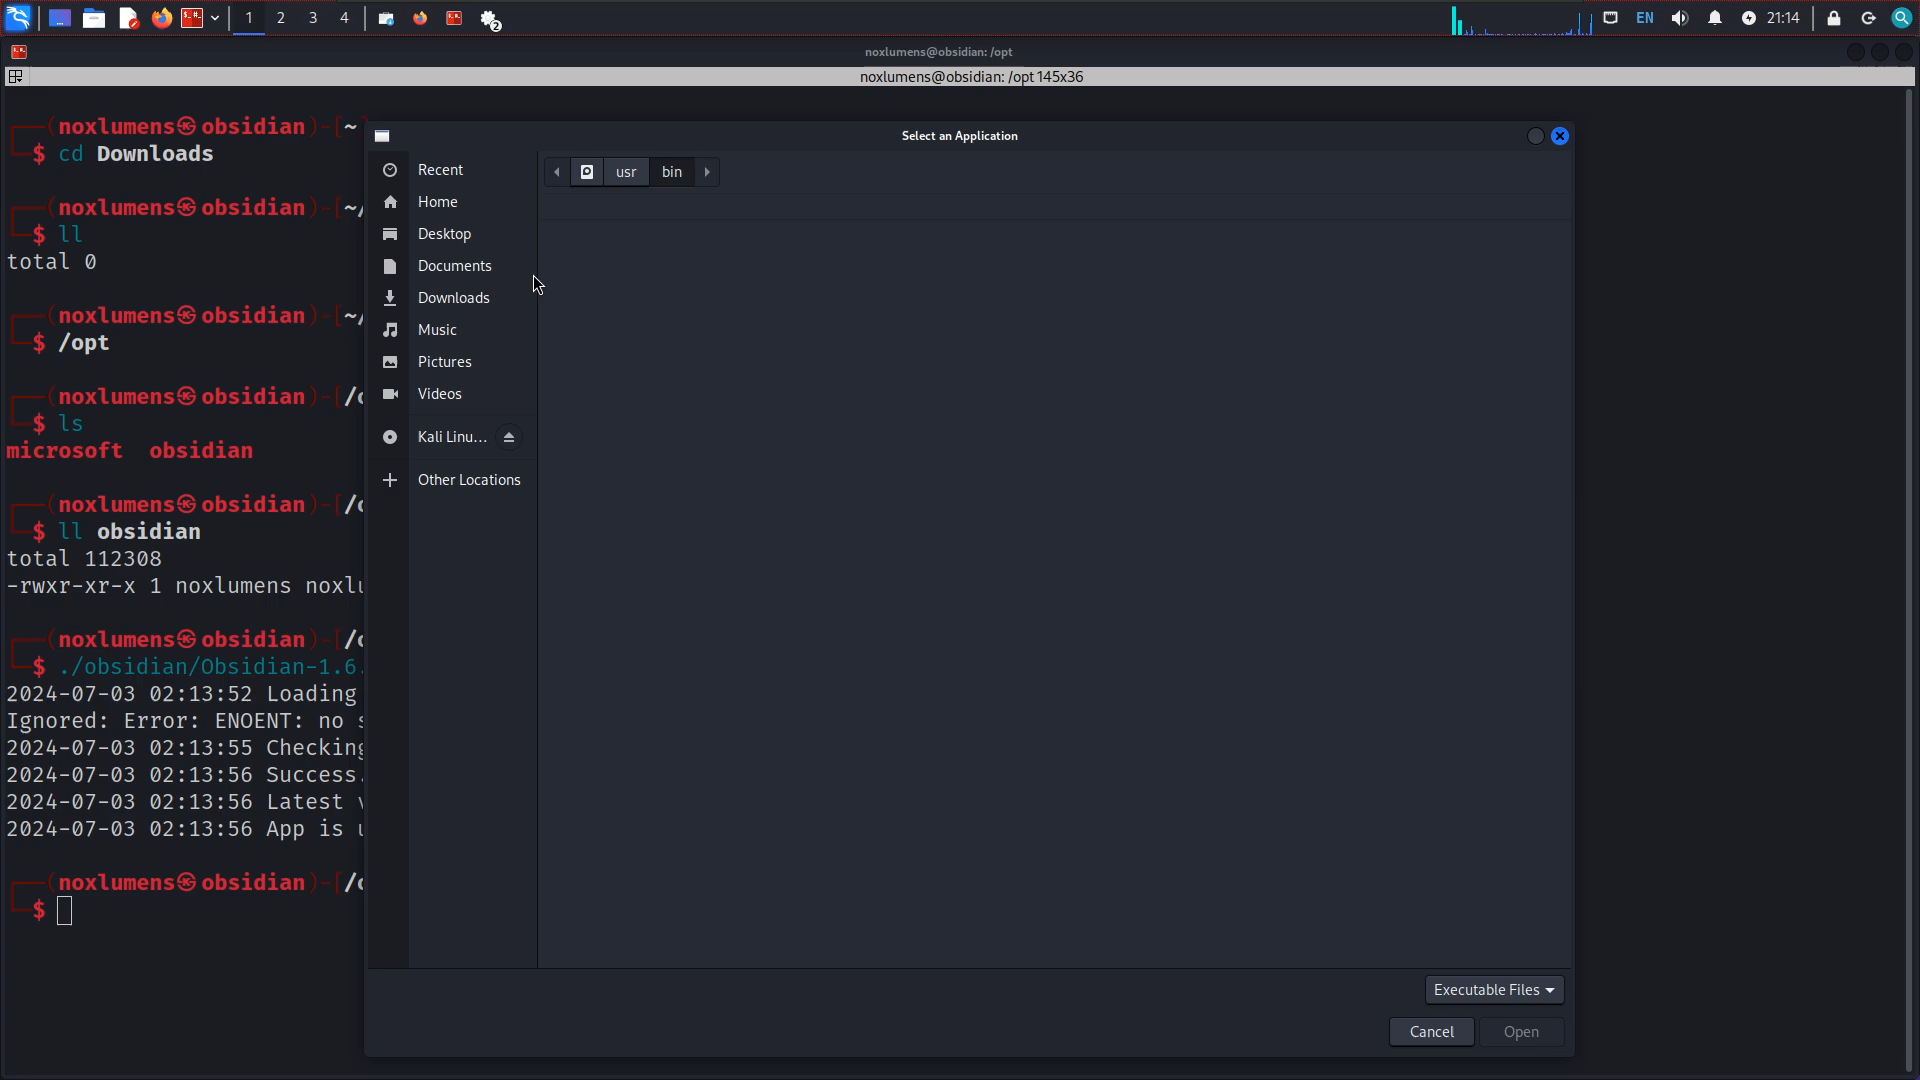 1 2 3 4 2 EN 21:14
noxlumens@obsidian: /opt
noxlumens@obsidian: /opt 145x36
(noxlumens㉿obsidian)-[~
$ cd Downloads
(noxlumens㉿obsidian)-[~/
$ ll
total 0
(noxlumens㉿obsidian)-[~/
$ /opt
(noxlumens㉿obsidian)-[/o
$ ls
microsoft obsidian
(noxlumens㉿obsidian)-[/o
$ ll obsidian
total 112308
-rwxr-xr-x 1 noxlumens noxlu
(noxlumens㉿obsidian)-[/o
$ ./obsidian/Obsidian-1.6.
2024-07-03 02:13:52 Loading
Ignored: Error: ENOENT: no s
2024-07-03 02:13:55 Checking
2024-07-03 02:13:56 Success.
2024-07-03 02:13:56 Latest v
2024-07-03 02:13:56 App is u
(noxlumens㉿obsidian)-[/o
$
Select an Application
Recent
Home
Desktop
Documents
Downloads
Music
Pictures
Videos
Kali Linu...
Other Locations
usr bin
Executable Files
Cancel Open